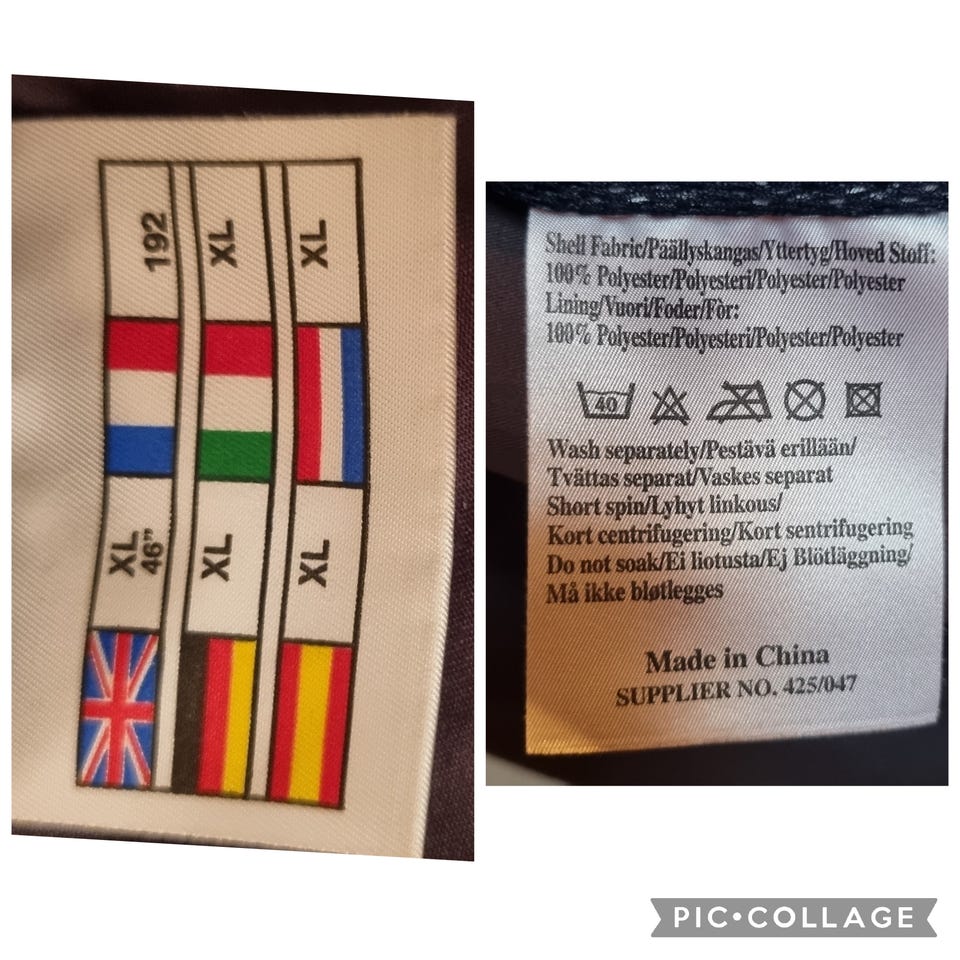 XL
46"
192
XL
XL
XL
XL
Shell Fabric/Päällyskangas/Yttertyg/Hoved Stoff:
100% Polyester/Polyesteri/Polyester/Polyester
Lining/Vuori/Foder/Fòr:
100% Polyester/Polyesteri/Polyester/Polyester
40
Wash separately/Pestävä erillään/
Tvättas separat/Vaskes separat
Short spin/Lyhyt linkous/
Kort centrifugering/Kort sentrifugering
Do not soak/Ei liotusta/Ej Blötläggning/
Må ikke bløtlegges
Made in China
SUPPLIER NO. 425/047
PIC•COLLAGE